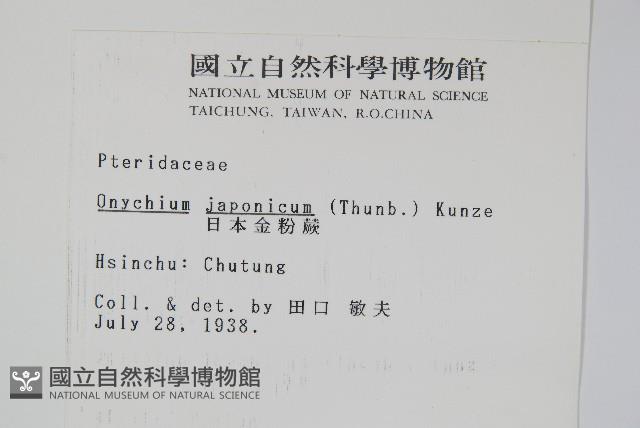 國立自然科學博物館
NATIONAL MUSEUM OF NATURAL SCIENCE
TAICHUNG, TAIWAN, R.O.CHINA
Pteridaceae
Onychium japonicum (Thunb.) Kunze
日本金粉蕨
Hsinchu: Chutung
Coll. & det. by 田口 敏夫
July 28, 1938.
國立自然科學博物館
NATIONAL MUSEUM OF NATURAL SCIENCE